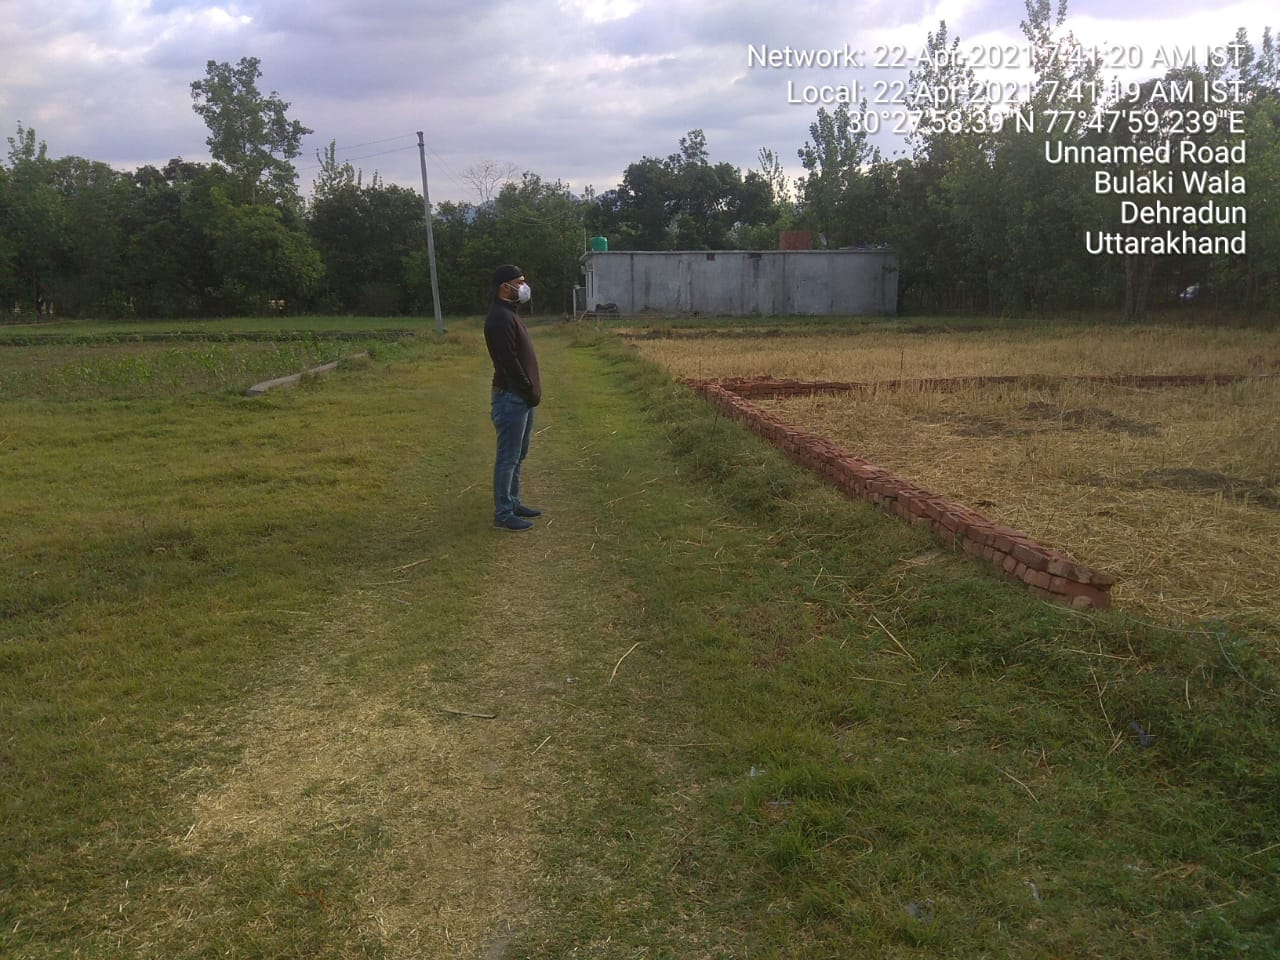 Network: 22-Apr-2021 7:41:20 AM IST
Local: 22-Apr-2021 7:41:19 AM IST
30°27'58.39"N 77°47'59.239"E
Unnamed Road
Bulaki Wala
Dehradun
Uttarakhand